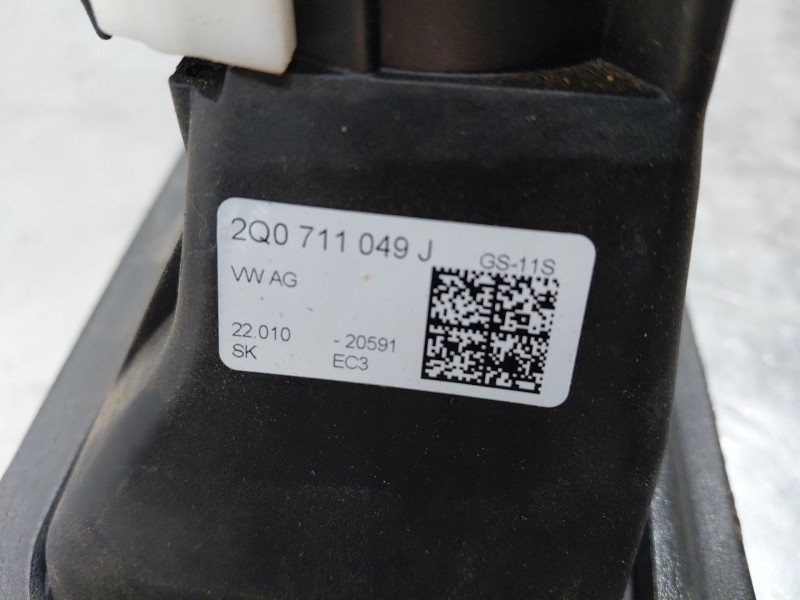 2Q0 711 049 J
GS-11S
VW AG
22.010 - 20591
SK EC3